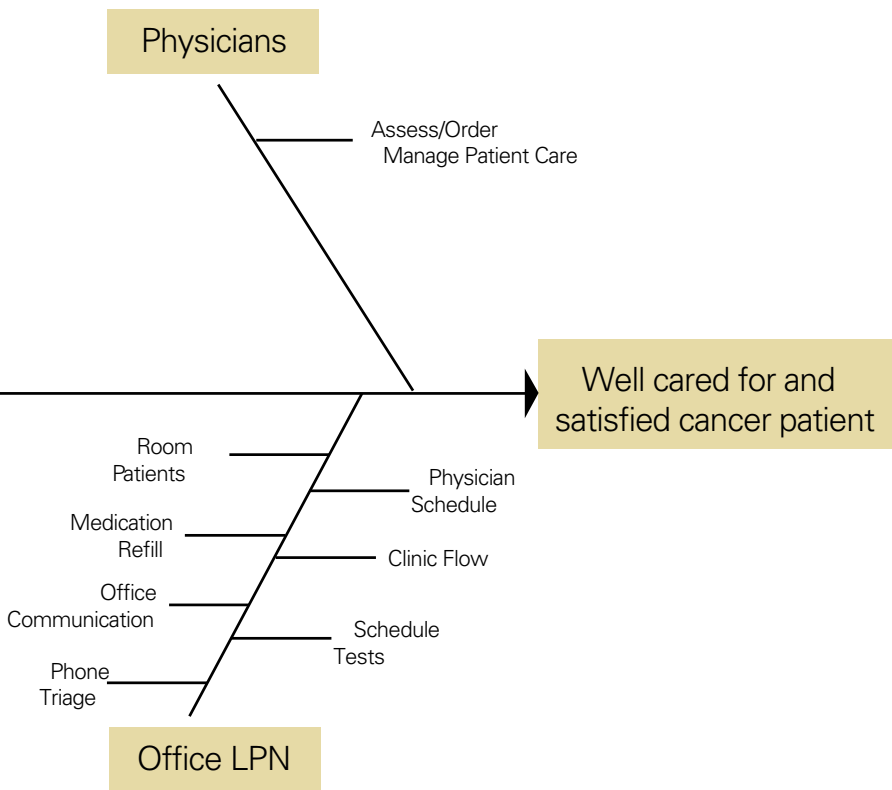 Physicians
Assess/Order
Manage Patient Care
Well cared for and
satisfied cancer patient
Room
Patients
Physician
Schedule
Medication
Refill
Clinic Flow
Office
Communication
Schedule
Tests
Phone
Triage
Office LPN